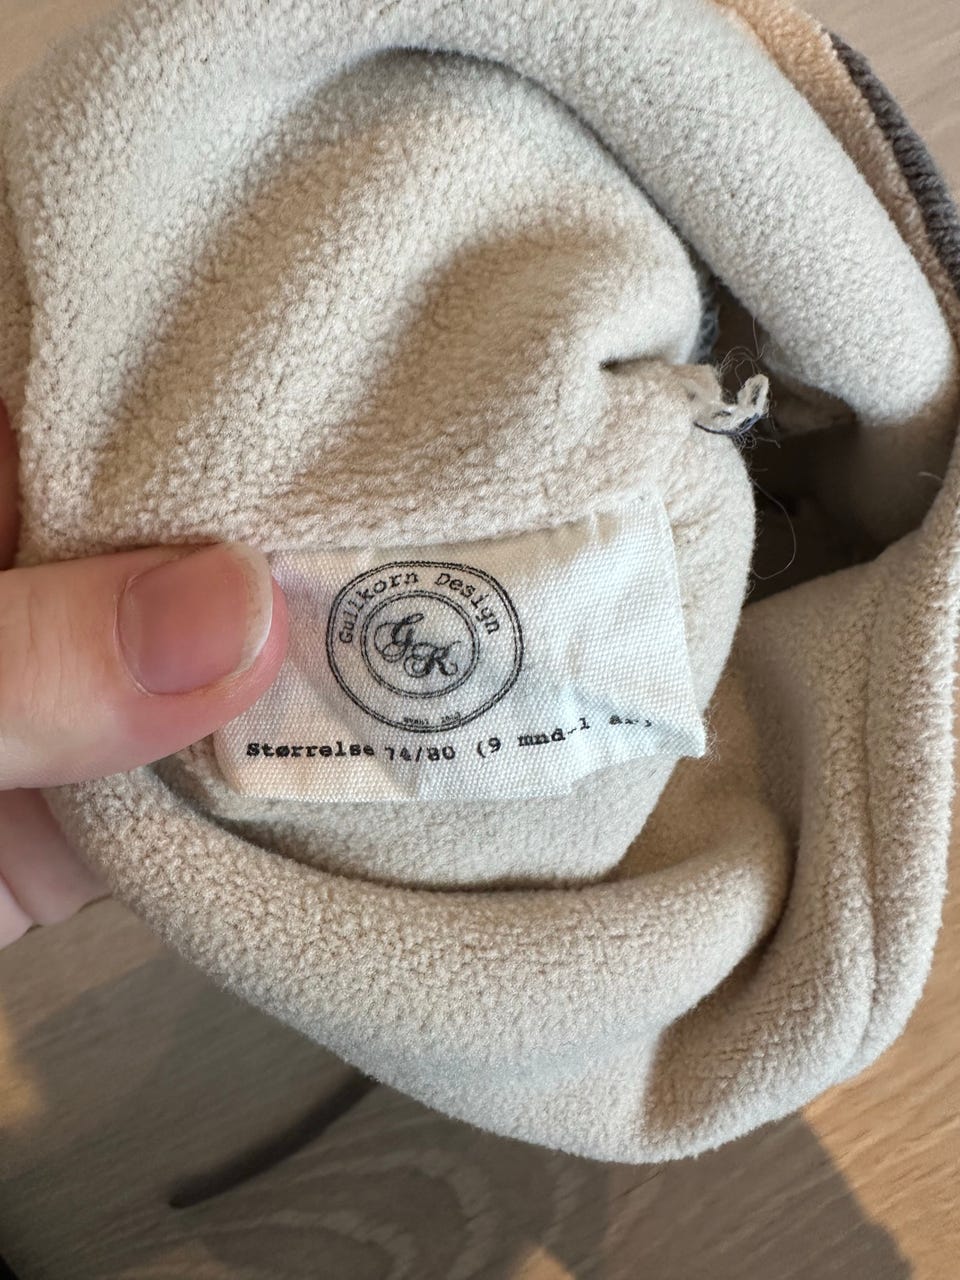 Gullkorn Design
GK
Størrelse 74/80 (9 mnd-1 år)